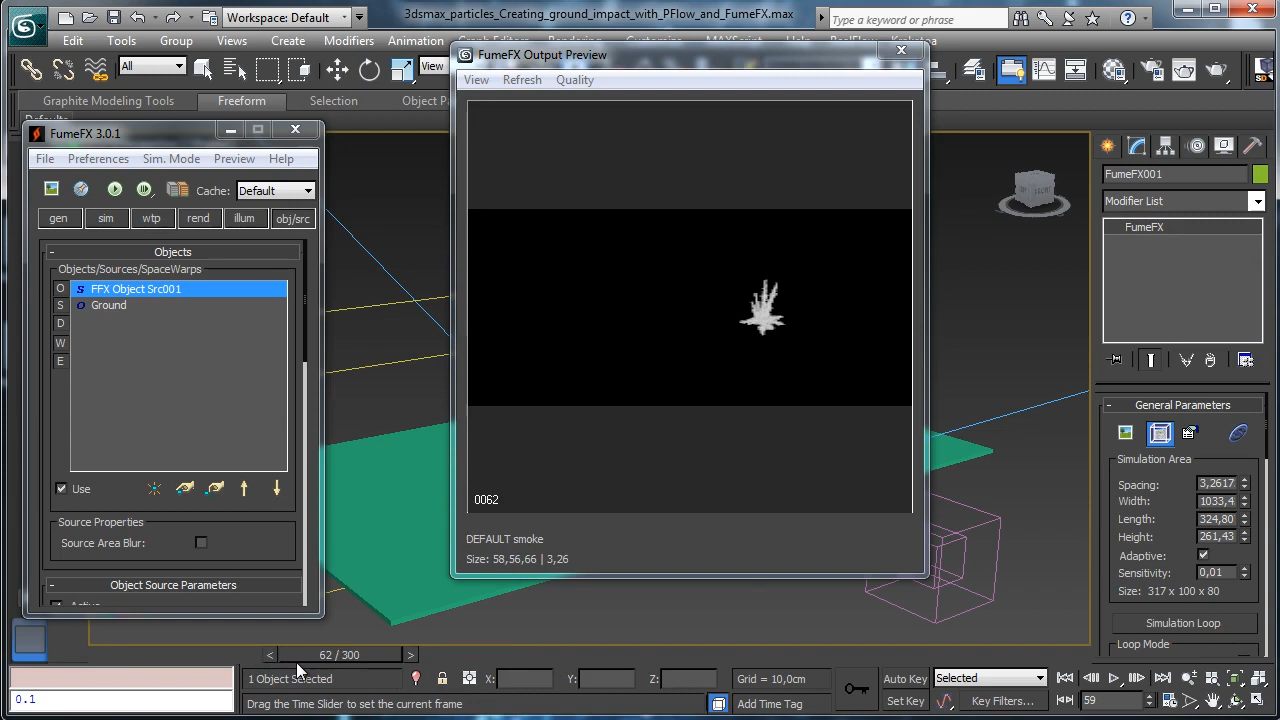 Workspace: Default
3dsmax_particles_Creating_ground_impact_with_PFlow_and_FumeFX.max
Type a keyword or phrase
Edit Tools Group Views Create Modifiers Animation
All
View
Graphite Modeling Tools Freeform Selection Object
FumeFX 3.0.1
File Preferences Sim. Mode Preview Help
Cache: Default
gen sim wtp rend illum obj/src
- Objects
Objects/Sources/SpaceWarps
O S FFX Object Src001
S O Ground
D
W
E
Use
Source Properties
Source Area Blur:
- Object Source Parameters
FumeFX Output Preview
View Refresh Quality
0062
DEFAULT smoke
Size: 58,56,66 | 3,26
FumeFX001
Modifier List
FumeFX
- General Parameters
Simulation Area
Spacing: 3,2617
Width: 1033,4
Length: 324,80
Height: 261,43
Adaptive:
Sensitivity: 0,01
Size: 317 x 100 x 80
Simulation Loop
Loop Mode
< 62 / 300 >
1 Object Selected
X: Y: Z:
Grid = 10,0cm
Auto Key Selected
0.1
Drag the Time Slider to set the current frame
Add Time Tag
Set Key
Key Filters...
59